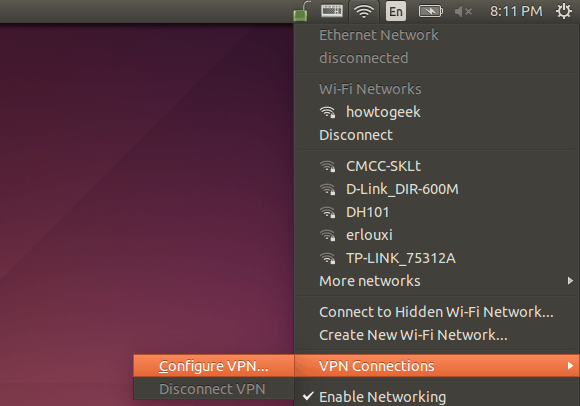 En 8:11 PM
Ethernet Network
disconnected
Wi-Fi Networks
howtogeek
Disconnect
CMCC-SKLt
D-Link_DIR-600M
DH101
erlouxi
TP-LINK_75312A
More networks
Connect to Hidden Wi-Fi Network...
Create New Wi-Fi Network...
VPN Connections
Configure VPN...
Disconnect VPN
Enable Networking